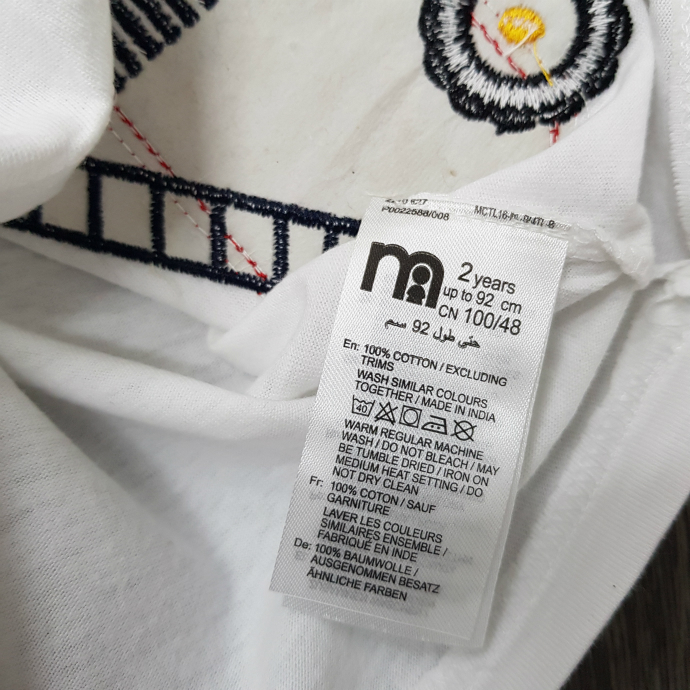 P0022588/008
m
2 years
up to 92 cm
CN 100/48
حتي طول 92 سم
En: 100% COTTON / EXCLUDING
TRIMS
WASH SIMILAR COLOURS
TOGETHER / MADE IN INDIA
40
WARM REGULAR MACHINE
WASH / DO NOT BLEACH / MAY
BE TUMBLE DRIED / IRON ON
MEDIUM HEAT SETTING / DO
NOT DRY CLEAN
Fr: 100% COTON / SAUF
GARNITURE
LAVER LES COULEURS
SIMILAIRES ENSEMBLE /
FABRIQUÉ EN INDE
De: 100% BAUMWOLLE /
AUSGENOMMEN BESATZ
ÄHNLICHE FARBEN